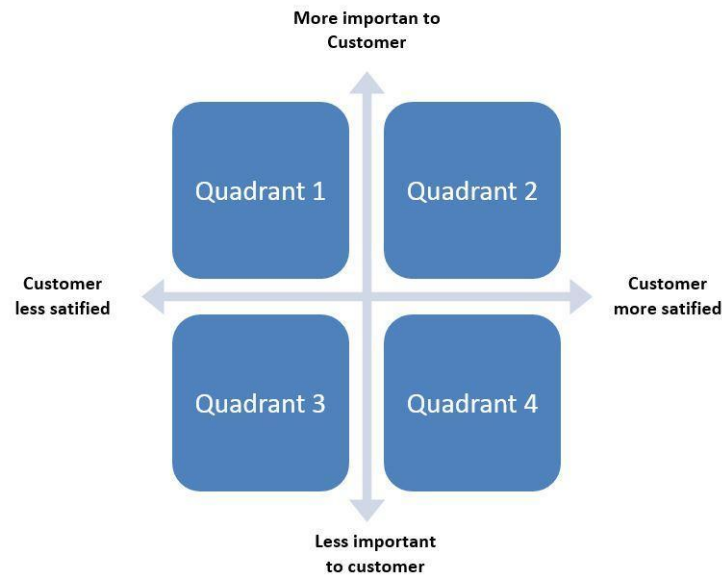 More importan to
Customer
Quadrant 1
Quadrant 2
Customer
less satified
Customer
more satified
Quadrant 3
Quadrant 4
Less important
to customer